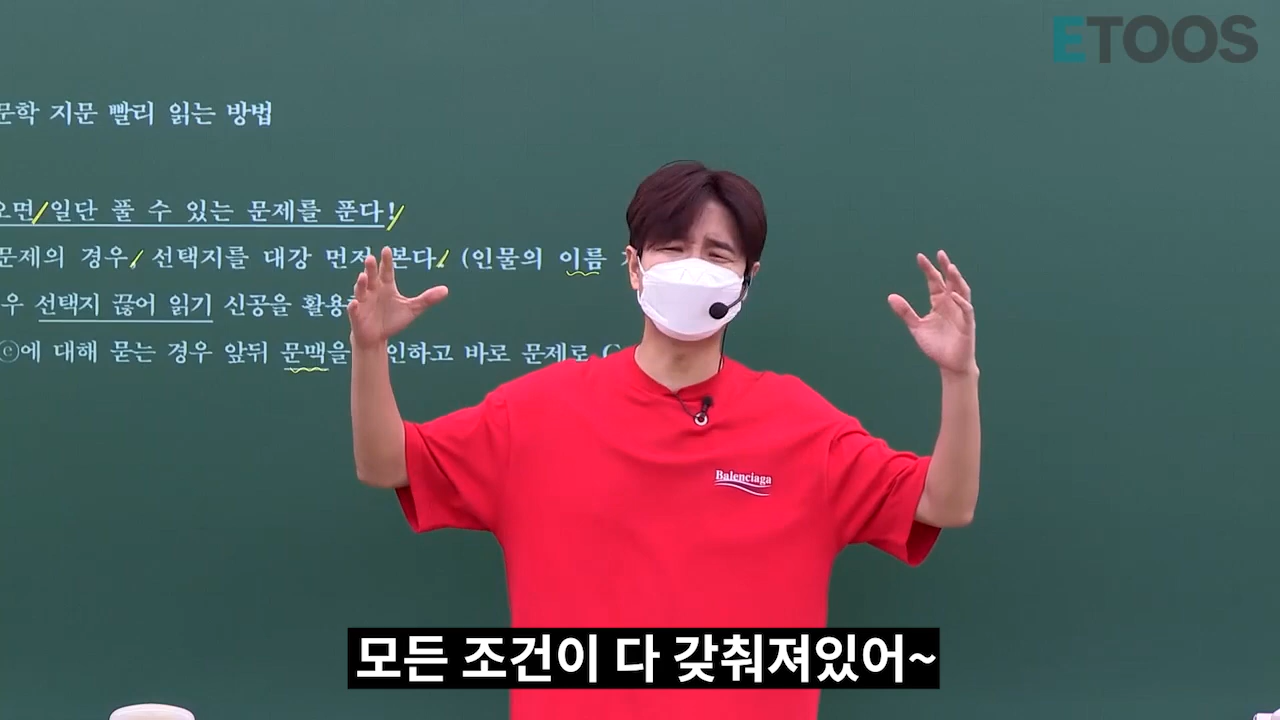 ETOOS
문학 지문 빨리 읽는 방법
오면 일단 풀 수 있는 문제를 푼다!
문제의 경우, 선택지를 대강 먼저 본다. (인물의 이름
우 선택지 끊어 읽기 신공을 활용
ⓒ에 대해 묻는 경우 앞뒤 문맥을 인하고 바로 문제로
Balenciaga
모든 조건이 다 갖춰져있어~